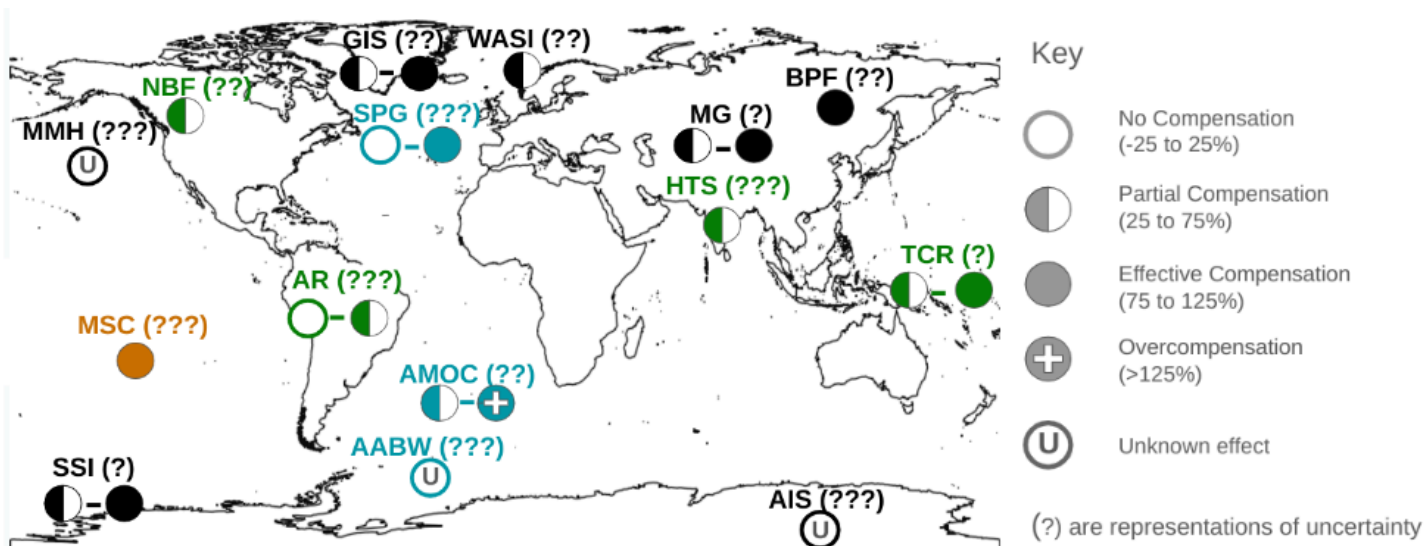 GIS (??)
WASI (??)
BPF (??)
NBF (??)
SPG (???)
MG (?)
MMH (???)
U
HTS (???)
TCR (?)
AR (???)
MSC (???)
AMOC (??)
AABW (???)
U
SSI (?)
AIS (???)
U
Key
No Compensation
(-25 to 25%)
Partial Compensation
(25 to 75%)
Effective Compensation
(75 to 125%)
Overcompensation
(>125%)
U
Unknown effect
(?) are representations of uncertainty